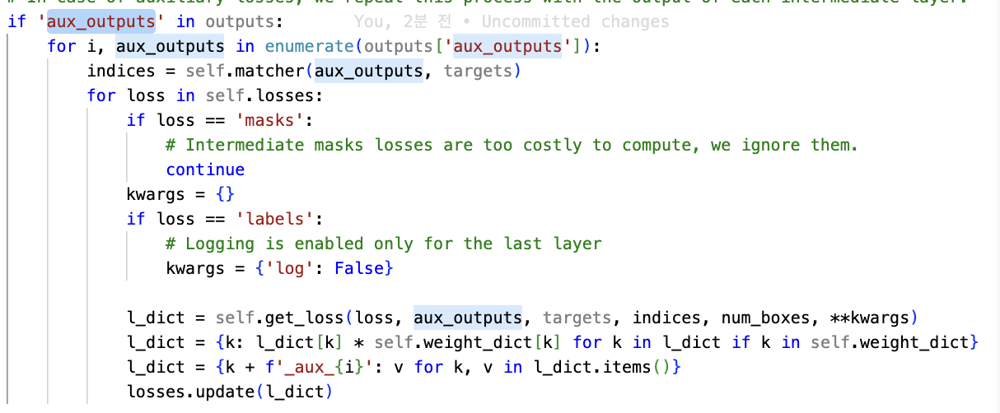 # In case of auxiliary losses, we repeat this process with the output of each intermediate layer.
if 'aux_outputs' in outputs:     You, 2분 전 • Uncommitted changes
    for i, aux_outputs in enumerate(outputs['aux_outputs']):
        indices = self.matcher(aux_outputs, targets)
        for loss in self.losses:
            if loss == 'masks':
                # Intermediate masks losses are too costly to compute, we ignore them.
                continue
            kwargs = {}
            if loss == 'labels':
                # Logging is enabled only for the last layer
                kwargs = {'log': False}

            l_dict = self.get_loss(loss, aux_outputs, targets, indices, num_boxes, **kwargs)
            l_dict = {k: l_dict[k] * self.weight_dict[k] for k in l_dict if k in self.weight_dict}
            l_dict = {k + f'_aux_{i}': v for k, v in l_dict.items()}
            losses.update(l_dict)